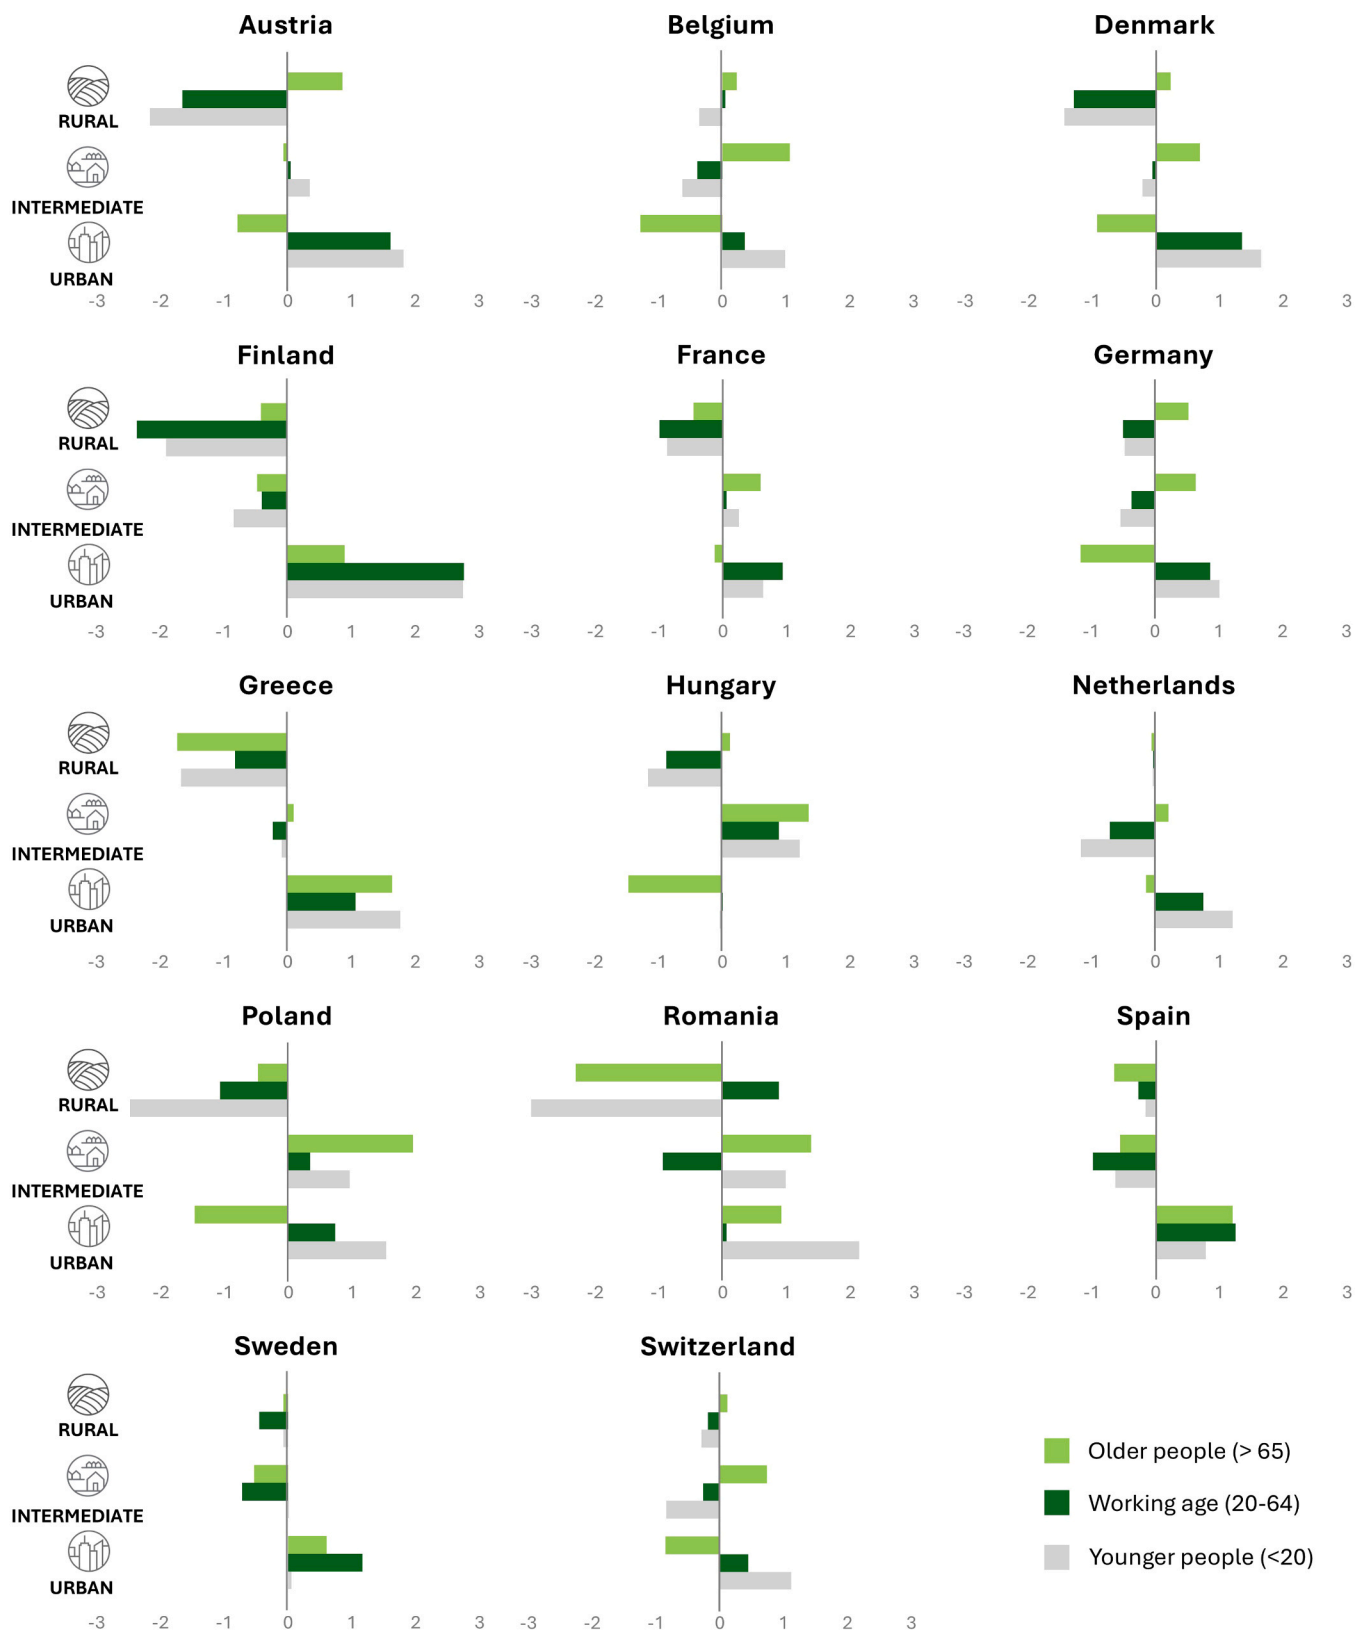 Austria Belgium Denmark
RURAL
INTERMEDIATE
URBAN
-3 -2 -1 0 1 2 3 -3 -2 -1 0 1 2 3 -3 -2 -1 0 1 2 3
Finland France Germany
RURAL
INTERMEDIATE
URBAN
-3 -2 -1 0 1 2 3 -3 -2 -1 0 1 2 3 -3 -2 -1 0 1 2 3
Greece Hungary Netherlands
RURAL
INTERMEDIATE
URBAN
-3 -2 -1 0 1 2 3 -3 -2 -1 0 1 2 3 -3 -2 -1 0 1 2 3
Poland Romania Spain
RURAL
INTERMEDIATE
URBAN
-3 -2 -1 0 1 2 3 -3 -2 -1 0 1 2 3 -3 -2 -1 0 1 2 3
Sweden Switzerland
RURAL
Older people (> 65)
Working age (20-64)
INTERMEDIATE
Younger people (<20)
URBAN
-3 -2 -1 0 1 2 3 -3 -2 -1 0 1 2 3